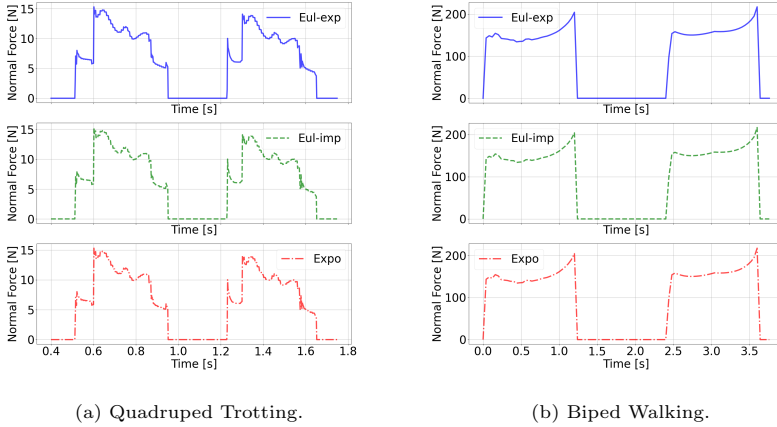 Normal Force [N]
15
10
5
0
Eul-exp
Time [s]
Normal Force [N]
15
10
5
0
Eul-imp
Time [s]
Normal Force [N]
15
10
5
0
Expo
0.4 0.6 0.8 1.0 1.2 1.4 1.6 1.8
Time [s]
(a) Quadruped Trotting.
Normal Force [N]
200
100
0
Eul-exp
Time [s]
Normal Force [N]
200
100
0
Eul-imp
Time [s]
Normal Force [N]
200
100
0
Expo
0.0 0.5 1.0 1.5 2.0 2.5 3.0 3.5
Time [s]
(b) Biped Walking.